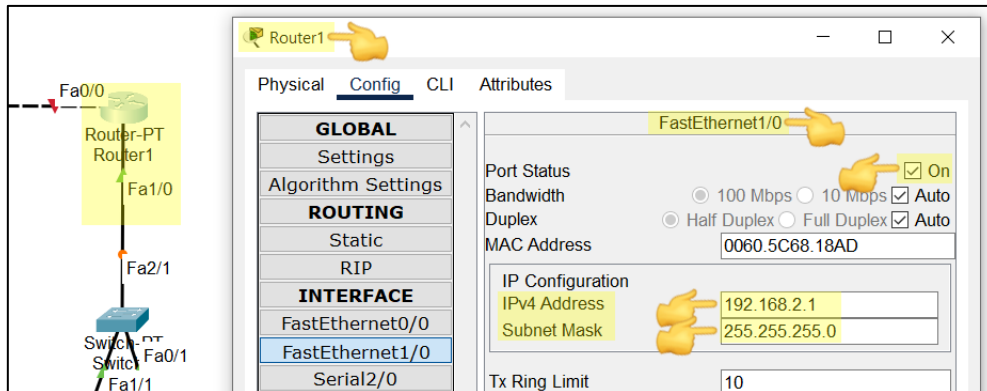 Router1
Physical Config CLI Attributes
Fa0/0
Router-PT
Router1
Fa1/0
Fa2/1
Fa0/1
Fa1/1
GLOBAL
Settings
Algorithm Settings
ROUTING
Static
RIP
INTERFACE
FastEthernet0/0
FastEthernet1/0
Serial2/0
FastEthernet1/0
Port Status On
Bandwidth 100 Mbps 10 Mbps Auto
Duplex Half Duplex Full Duplex Auto
MAC Address 0060.5C68.18AD
IP Configuration
IPv4 Address 192.168.2.1
Subnet Mask 255.255.255.0
Tx Ring Limit 10